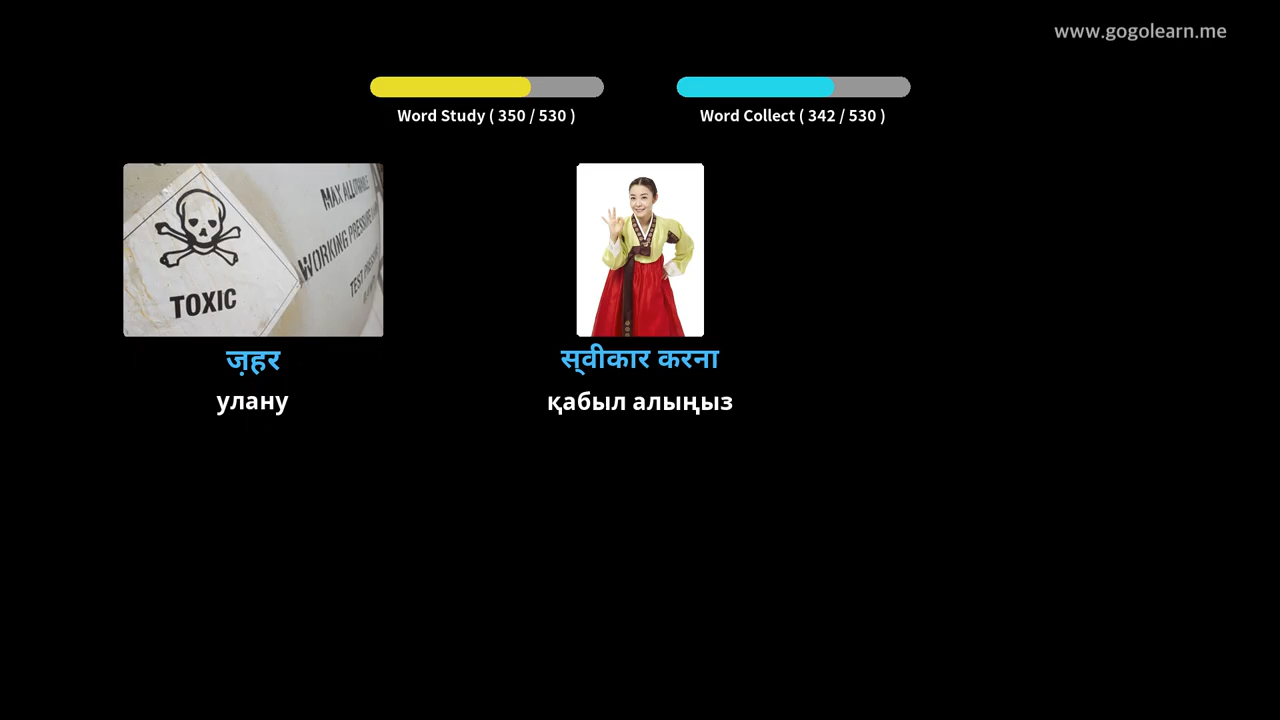 www.gogolearn.me
Word Study ( 350 / 530 )
Word Collect ( 342 / 530 )
TOXIC
MAX ALLOWABLE
WORKING PRESSURE
TEST
ज़हर
स्वीकार करना
улану
қабыл алыңыз